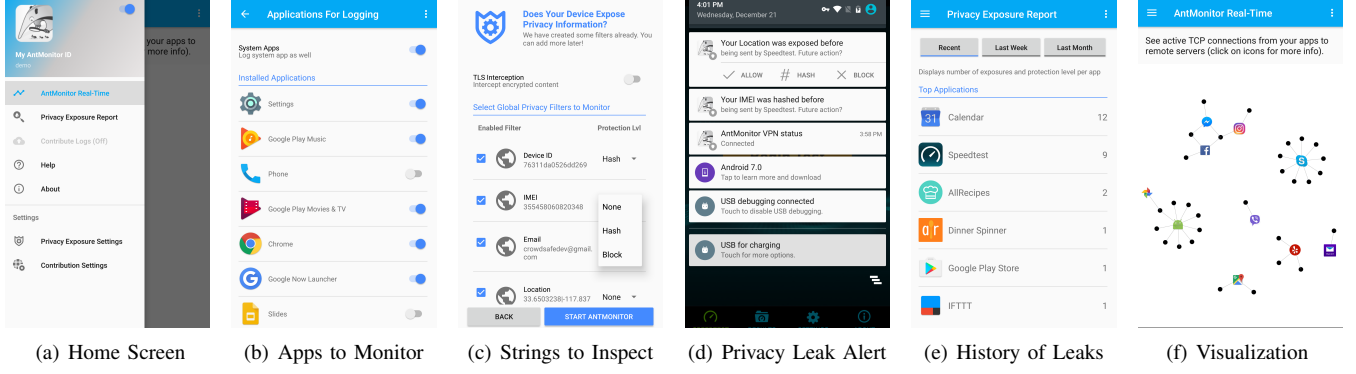 My AntMonitor ID
demo
your apps to
more info).
AntMonitor Real-Time
Privacy Exposure Report
Contribute Logs (Off)
Help
About
Settings
Privacy Exposure Settings
Contribution Settings
(a) Home Screen
Applications For Logging
System Apps
Log system app as well
Installed Applications
Settings
Google Play Music
Phone
Google Play Movies & TV
Chrome
Google Now Launcher
Slides
(b) Apps to Monitor
Does Your Device Expose
Privacy Information?
We have created some filters already. You
can add more later!
TLS Interception
Intercept encrypted content
Select Global Privacy Filters to Monitor
Enabled Filter Protection Lvl
Device ID
76311da0526dd269 Hash
IMEI
355458060820348
None
Hash
Block
Email
crowdsafedev@gmail.
com
Location
33.6503238|-117.837 None
BACK START ANTMONITOR
(c) Strings to Inspect
4:01 PM
Wednesday, December 21
Your Location was exposed before
being sent by Speedtest. Future action?
ALLOW # HASH BLOCK
Your IMEI was hashed before
being sent by Speedtest. Future action?
AntMonitor VPN status 3:58 PM
Connected
Android 7.0
Tap to learn more and download
USB debugging connected
Touch to disable USB debugging.
USB for charging
Touch for more options.
(d) Privacy Leak Alert
Privacy Exposure Report
Recent Last Week Last Month
Displays number of exposures and protection level per app
Top Applications
31 Calendar 12
Speedtest 9
AllRecipes 2
Dinner Spinner 1
Google Play Store 1
IFTTT 1
(e) History of Leaks
AntMonitor Real-Time
See active TCP connections from your apps to
remote servers (click on icons for more info).
(f) Visualization